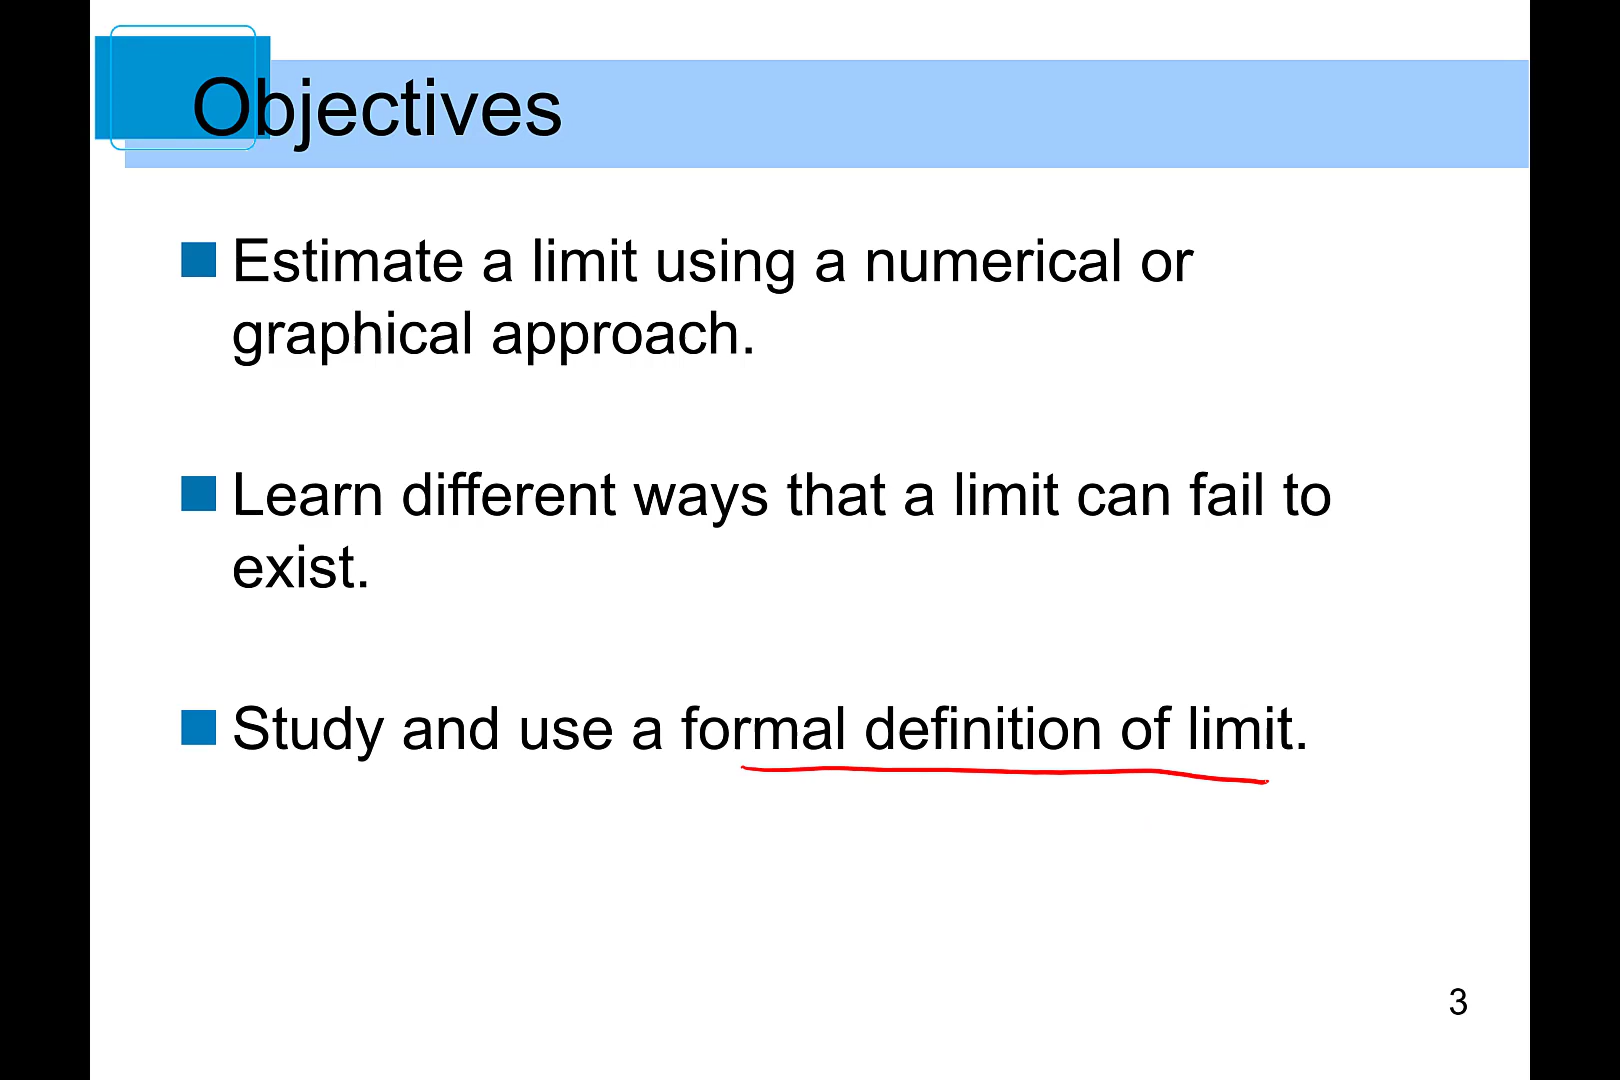 Objectives
Estimate a limit using a numerical or
graphical approach.
Learn different ways that a limit can fail to
exist.
Study and use a formal definition of limit.
3